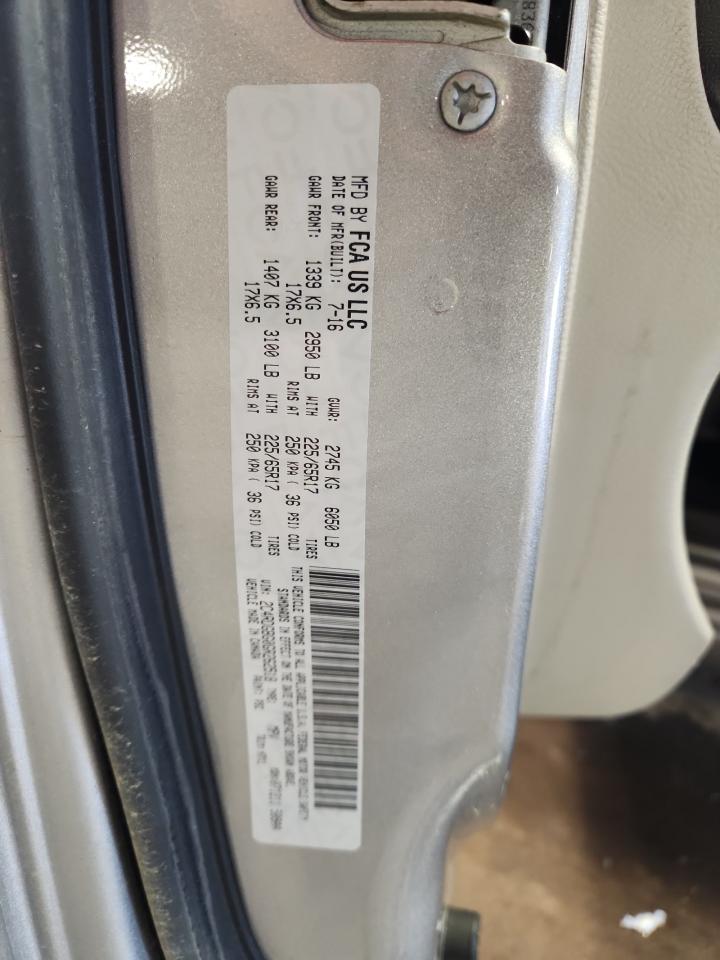 MFD BY FCA US LLC
DATE OF MFR(BUILT): 7-16 GVWR: 2745 KG 6050 LB
GAWR FRONT: 1339 KG 2950 LB WITH 225/65R17 TIRES
17X6.5 RIMS AT 250 KPA ( 36 PSI) COLD
GAWR REAR: 1407 KG 3100 LB WITH 225/65R17 TIRES
17X6.5 RIMS AT 250 KPA ( 36 PSI) COLD
THIS VEHICLE CONFORMS TO ALL APPLICABLE U.S.A. FEDERAL MOTOR VEHICLE SAFETY
STANDARDS IN EFFECT ON THE DATE OF MANUFACTURE SHOWN ABOVE.
VIN: TYPE: MPV
VEHICLE MADE IN CANADA PAINT: